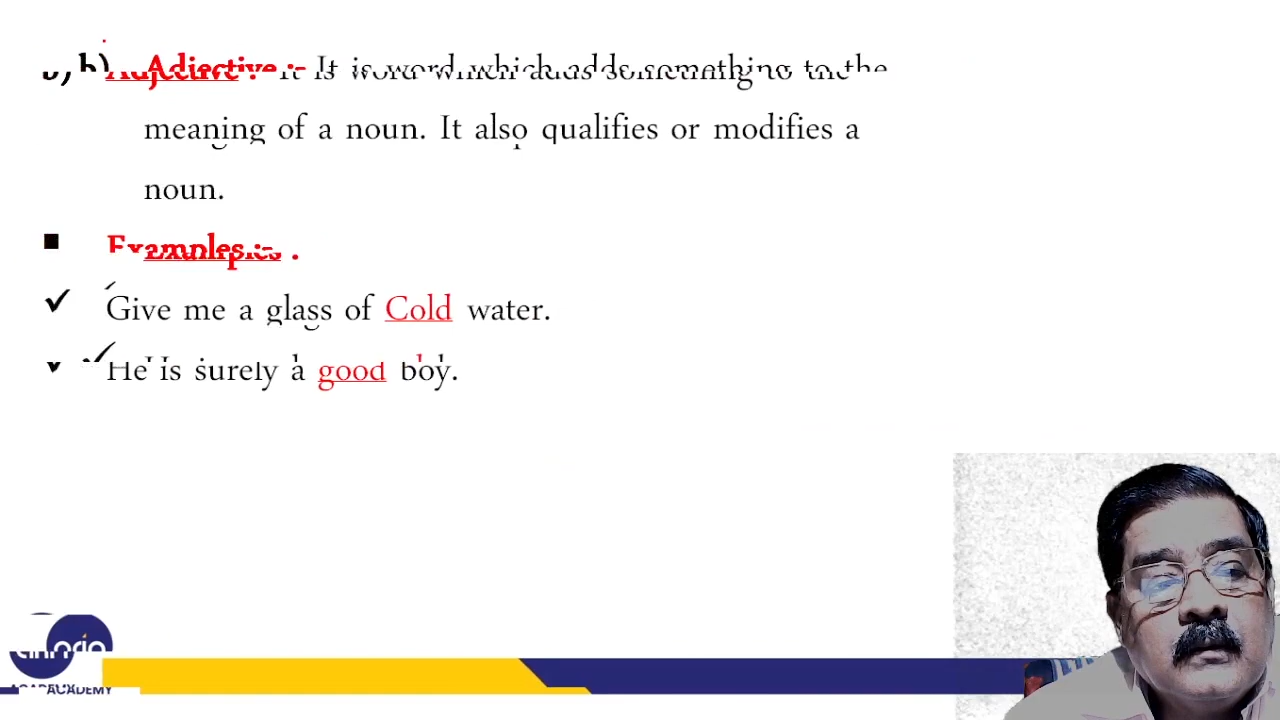 b) Adjective :- It is word which adds something to the
meaning of a noun. It also qualifies or modifies a
noun.
Examples :-
Give me a glass of Cold water.
He is surely a good boy.
ACADEMY